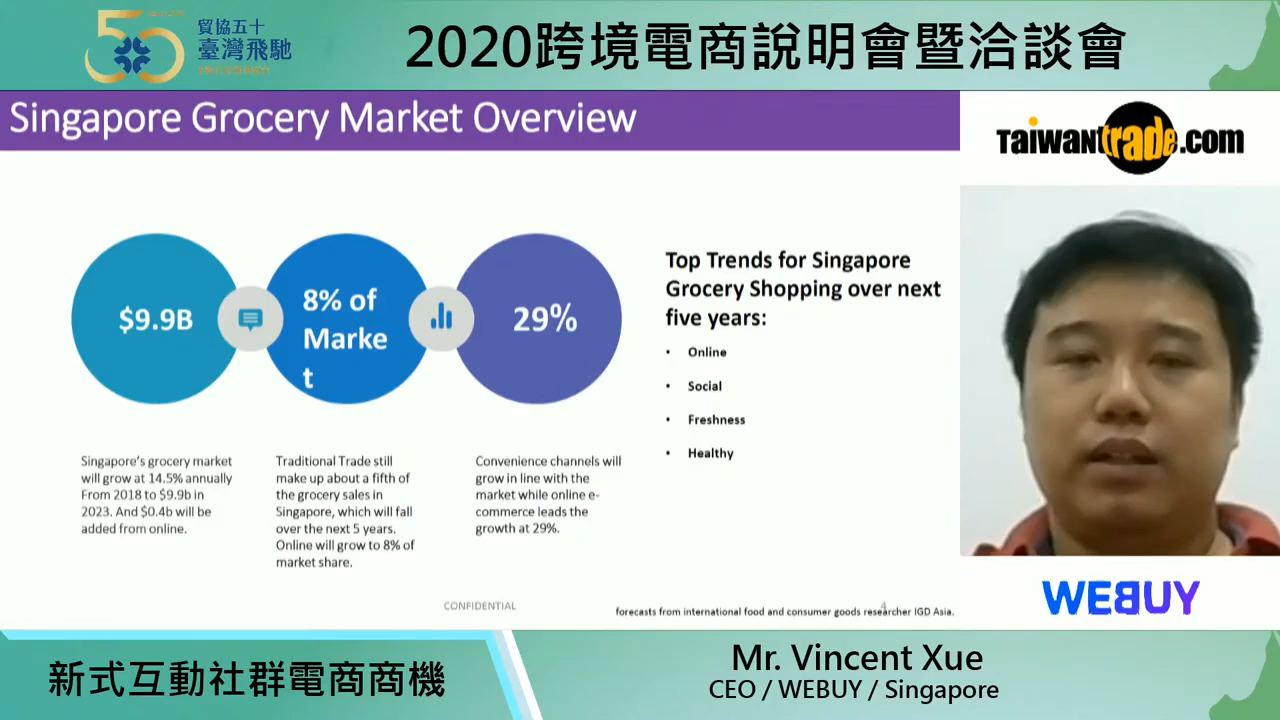 50
貿協五十
臺灣飛馳
2020跨境電商說明會暨洽談會
Singapore Grocery Market Overview
Taiwantrade.com
$9.9B
8% of
Marke
t
29%
Singapore's grocery market
will grow at 14.5% annually
From 2018 to $9.9b in
2023. And $0.4b will be
added from online.
Traditional Trade still
make up about a fifth of
the grocery sales in
Singapore, which will fall
over the next 5 years.
Online will grow to 8% of
market share.
Convenience channels will
grow in line with the
market while online e-
commerce leads the
growth at 29%.
Top Trends for Singapore
Grocery Shopping over next
five years:
• Online
• Social
• Freshness
• Healthy
CONFIDENTIAL
4
forecasts from international food and consumer goods researcher IGD Asia.
WEBUY
新式互動社群電商商機
Mr. Vincent Xue
CEO / WEBUY / Singapore